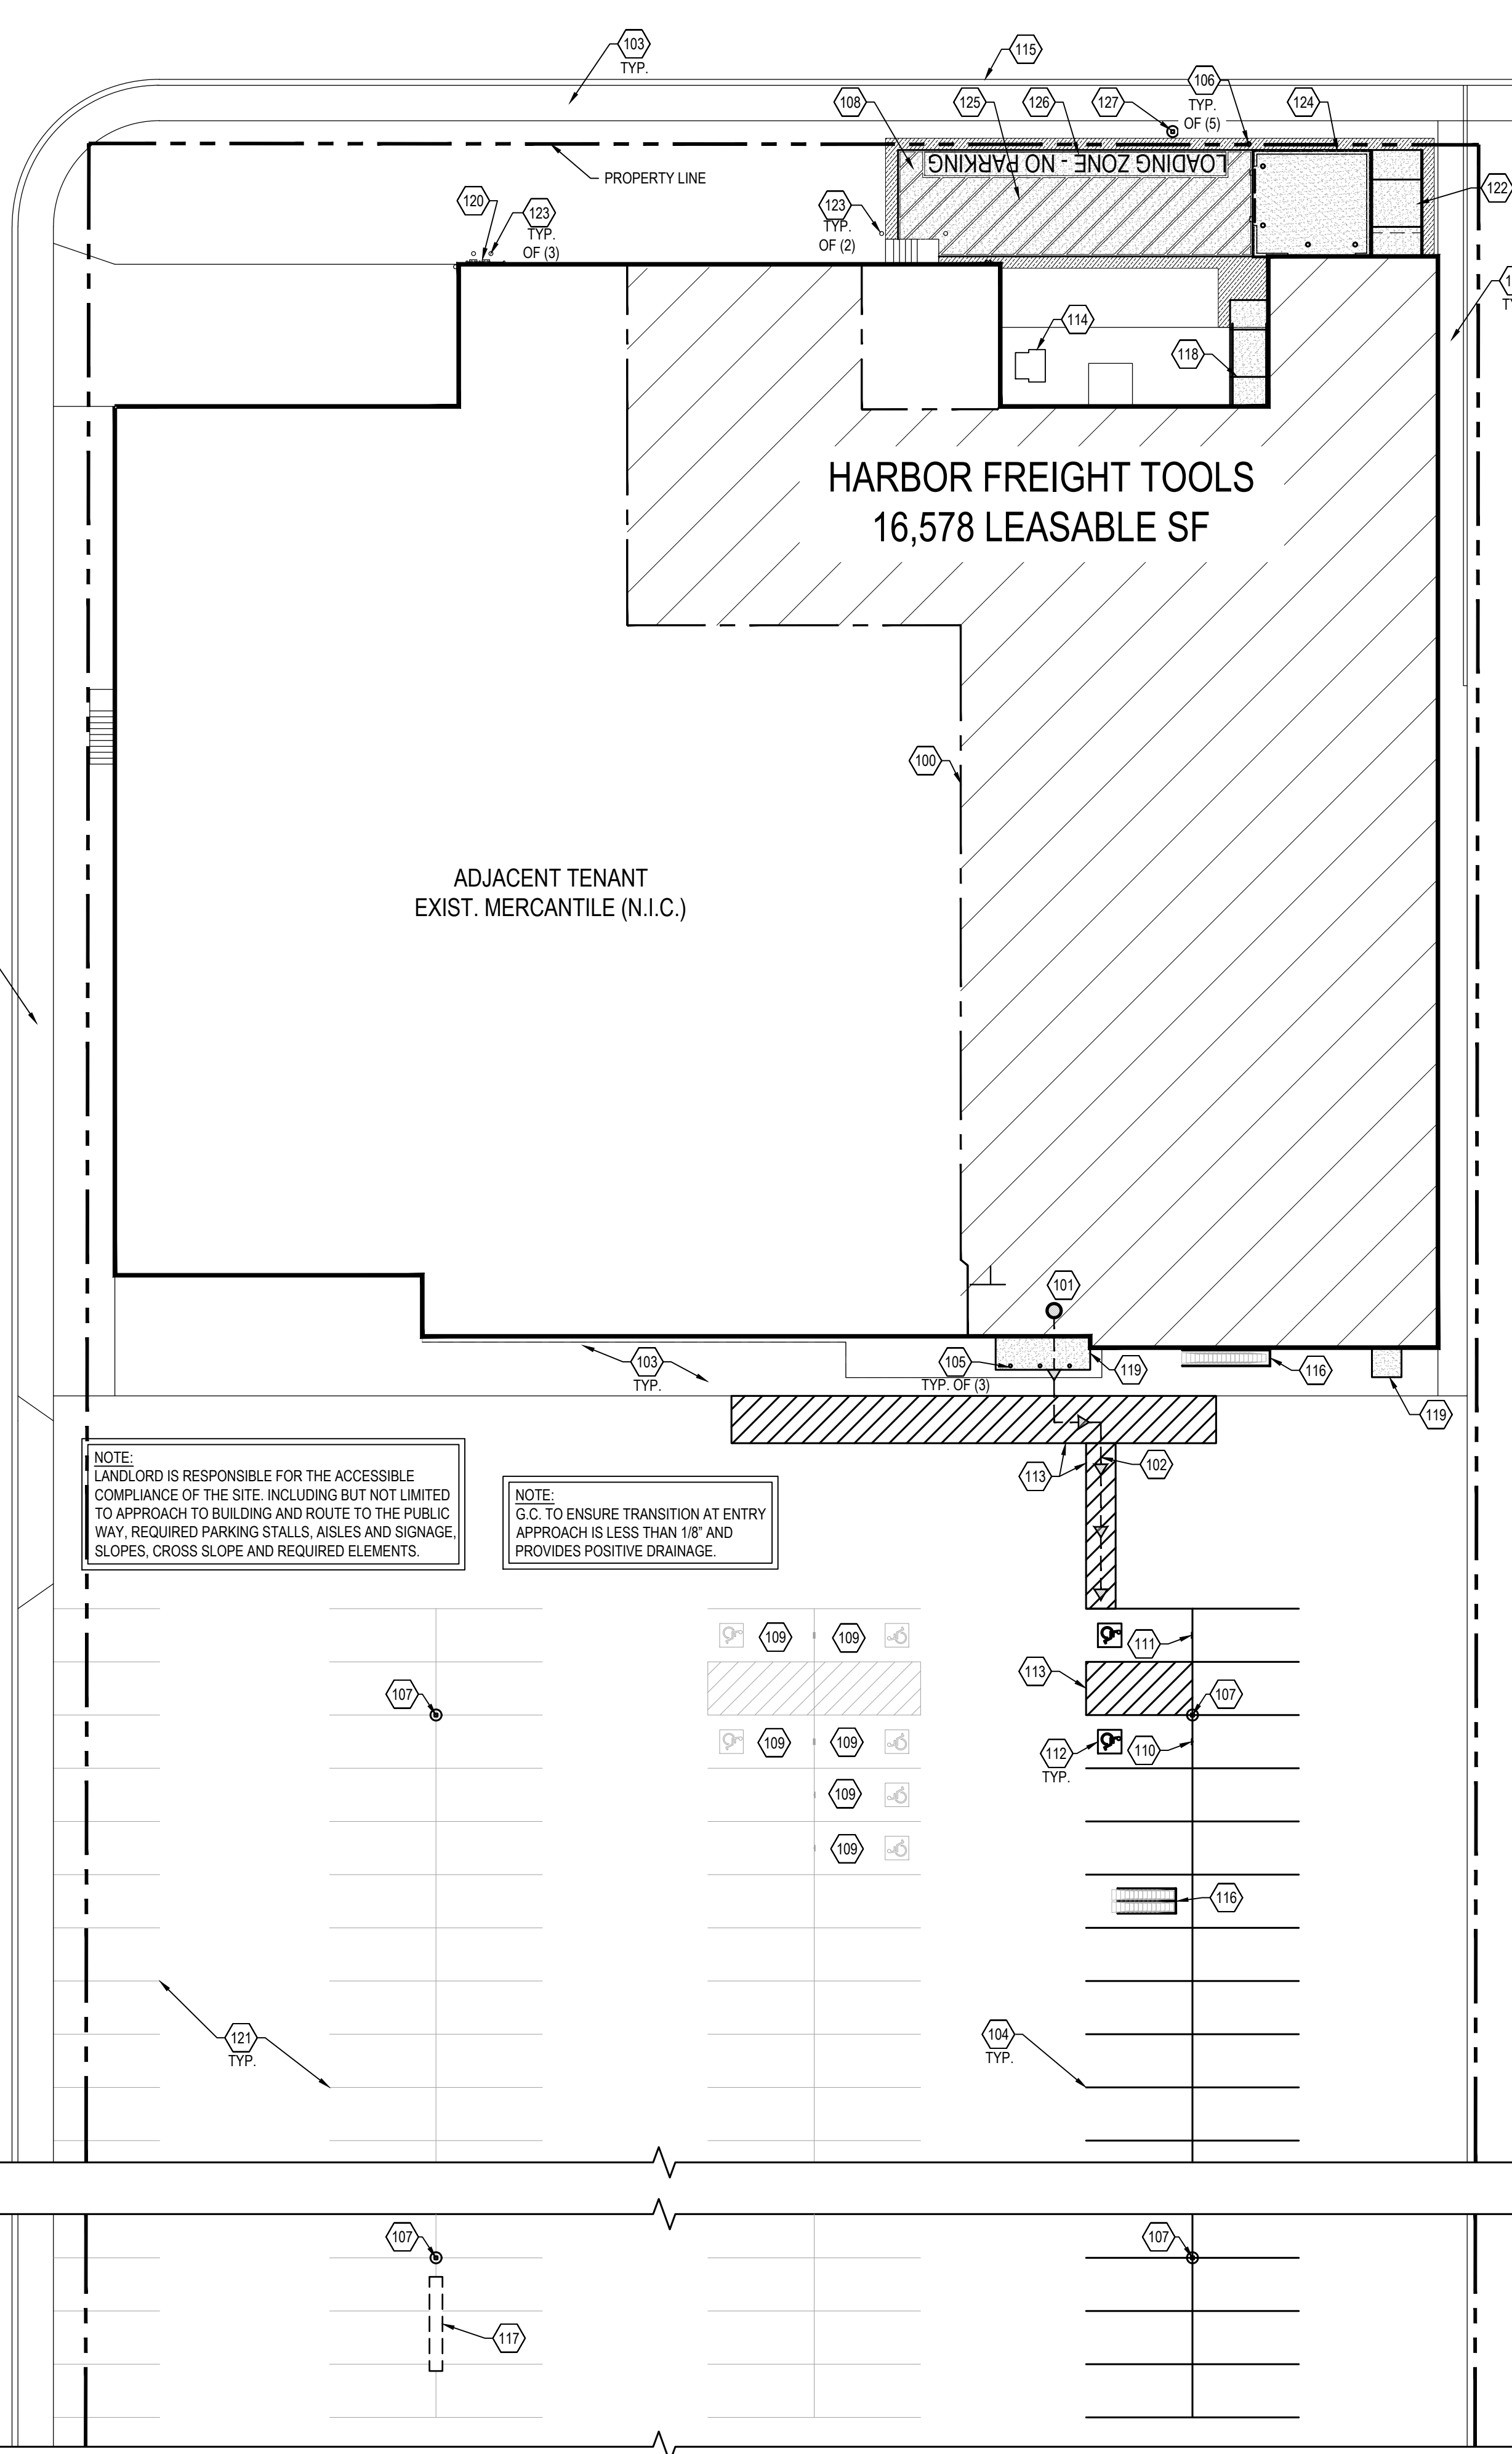 103
TYP.
115
106
TYP.
OF (5)
108
125
126
127
124
LOADING ZONE - NO PARKING
PROPERTY LINE
122
120
123
TYP.
OF (3)
123
TYP.
OF (2)
114
118
HARBOR FREIGHT TOOLS
16,578 LEASABLE SF
100
ADJACENT TENANT
EXIST. MERCANTILE (N.I.C.)
101
103
TYP.
105
TYP. OF (3)
119
116
119
NOTE:
LANDLORD IS RESPONSIBLE FOR THE ACCESSIBLE
COMPLIANCE OF THE SITE. INCLUDING BUT NOT LIMITED
TO APPROACH TO BUILDING AND ROUTE TO THE PUBLIC
WAY, REQUIRED PARKING STALLS, AISLES AND SIGNAGE,
SLOPES, CROSS SLOPE AND REQUIRED ELEMENTS.
NOTE:
G.C. TO ENSURE TRANSITION AT ENTRY
APPROACH IS LESS THAN 1/8" AND
PROVIDES POSITIVE DRAINAGE.
113
102
109
109
111
113
107
107
109
109
112
TYP.
110
109
109
116
121
TYP.
104
TYP.
107
107
117